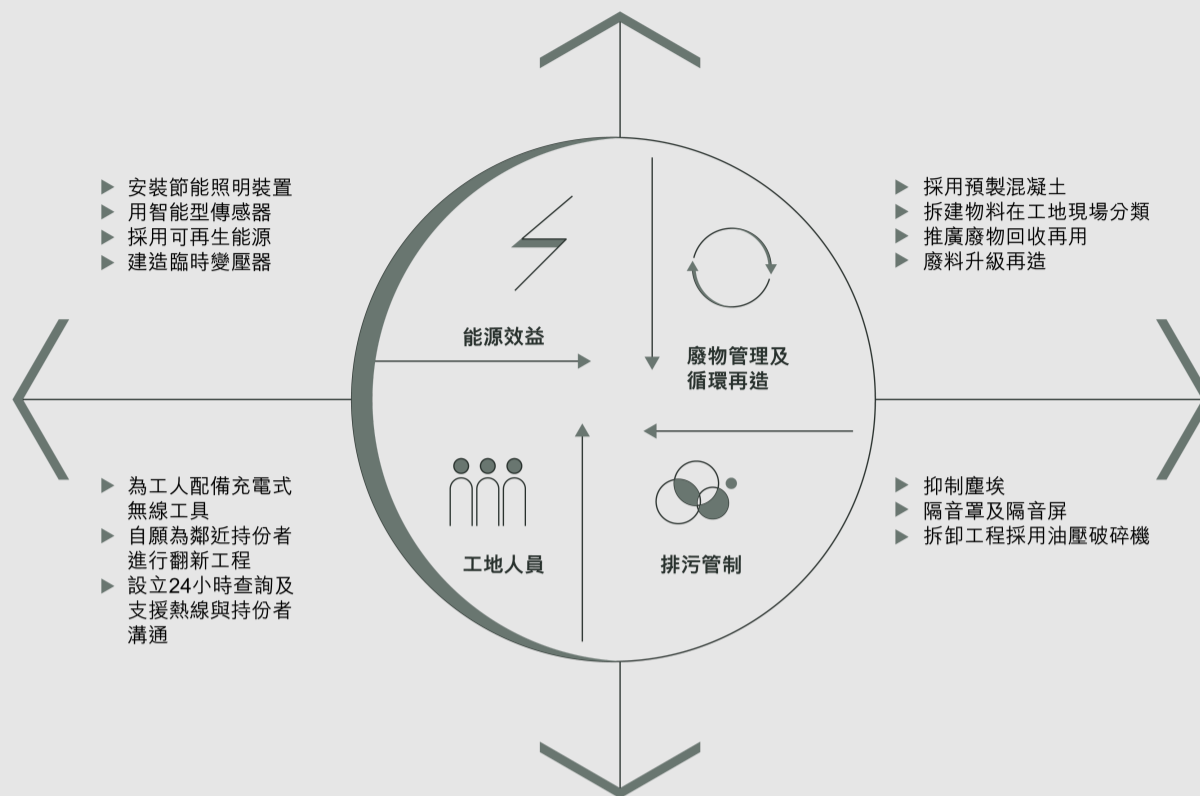 安裝節能照明裝置
用智能型傳感器
採用可再生能源
建造臨時變壓器
能源效益
採用預製混凝土
拆建物料在工地現場分類
推廣廢物回收再用
廢料升級再造
廢物管理及
循環再造
為工人配備充電式
無線工具
自願為鄰近持份者
進行翻新工程
設立24小時查詢及
支援熱線與持份者
溝通
工地人員
抑制塵埃
隔音罩及隔音屏
拆卸工程採用油壓破碎機
排污管制